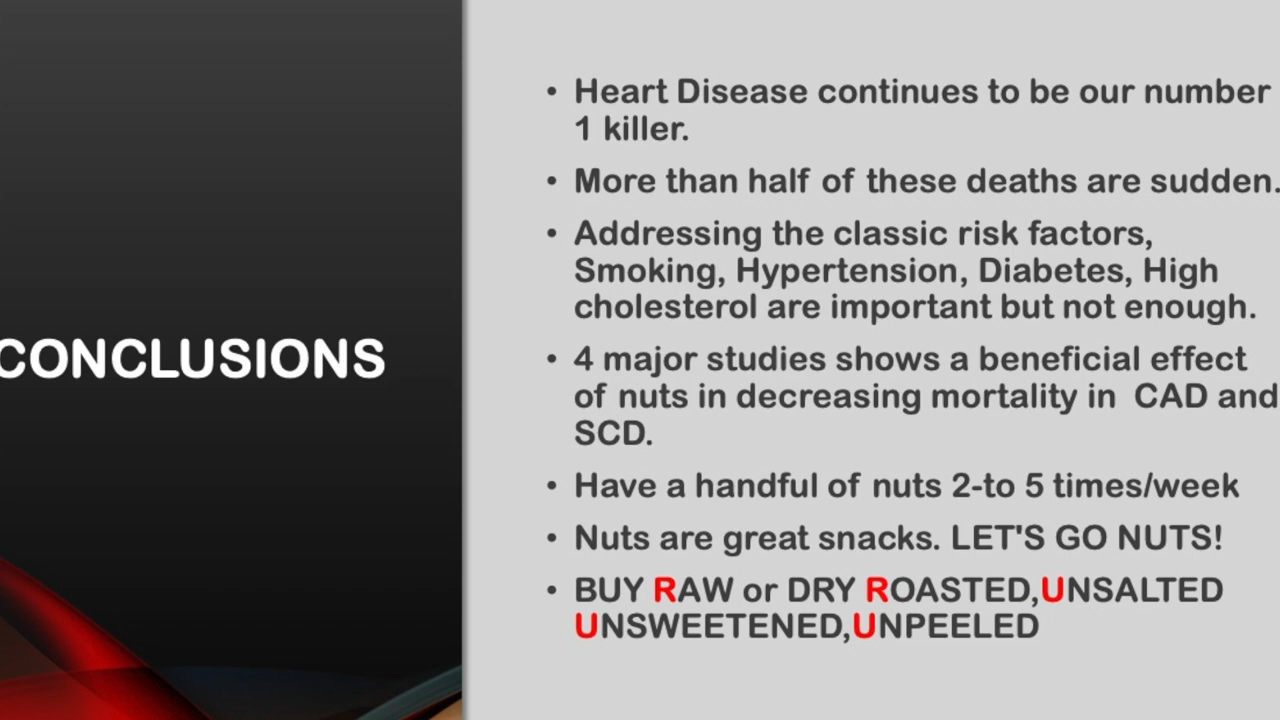 CONCLUSIONS
• Heart Disease continues to be our number
1 killer.
• More than half of these deaths are sudden.
• Addressing the classic risk factors,
Smoking, Hypertension, Diabetes, High
cholesterol are important but not enough.
• 4 major studies shows a beneficial effect
of nuts in decreasing mortality in CAD and
SCD.
• Have a handful of nuts 2-to 5 times/week
• Nuts are great snacks. LET'S GO NUTS!
• BUY RAW or DRY ROASTED,UNSALTED
UNSWEETENED,UNPEELED